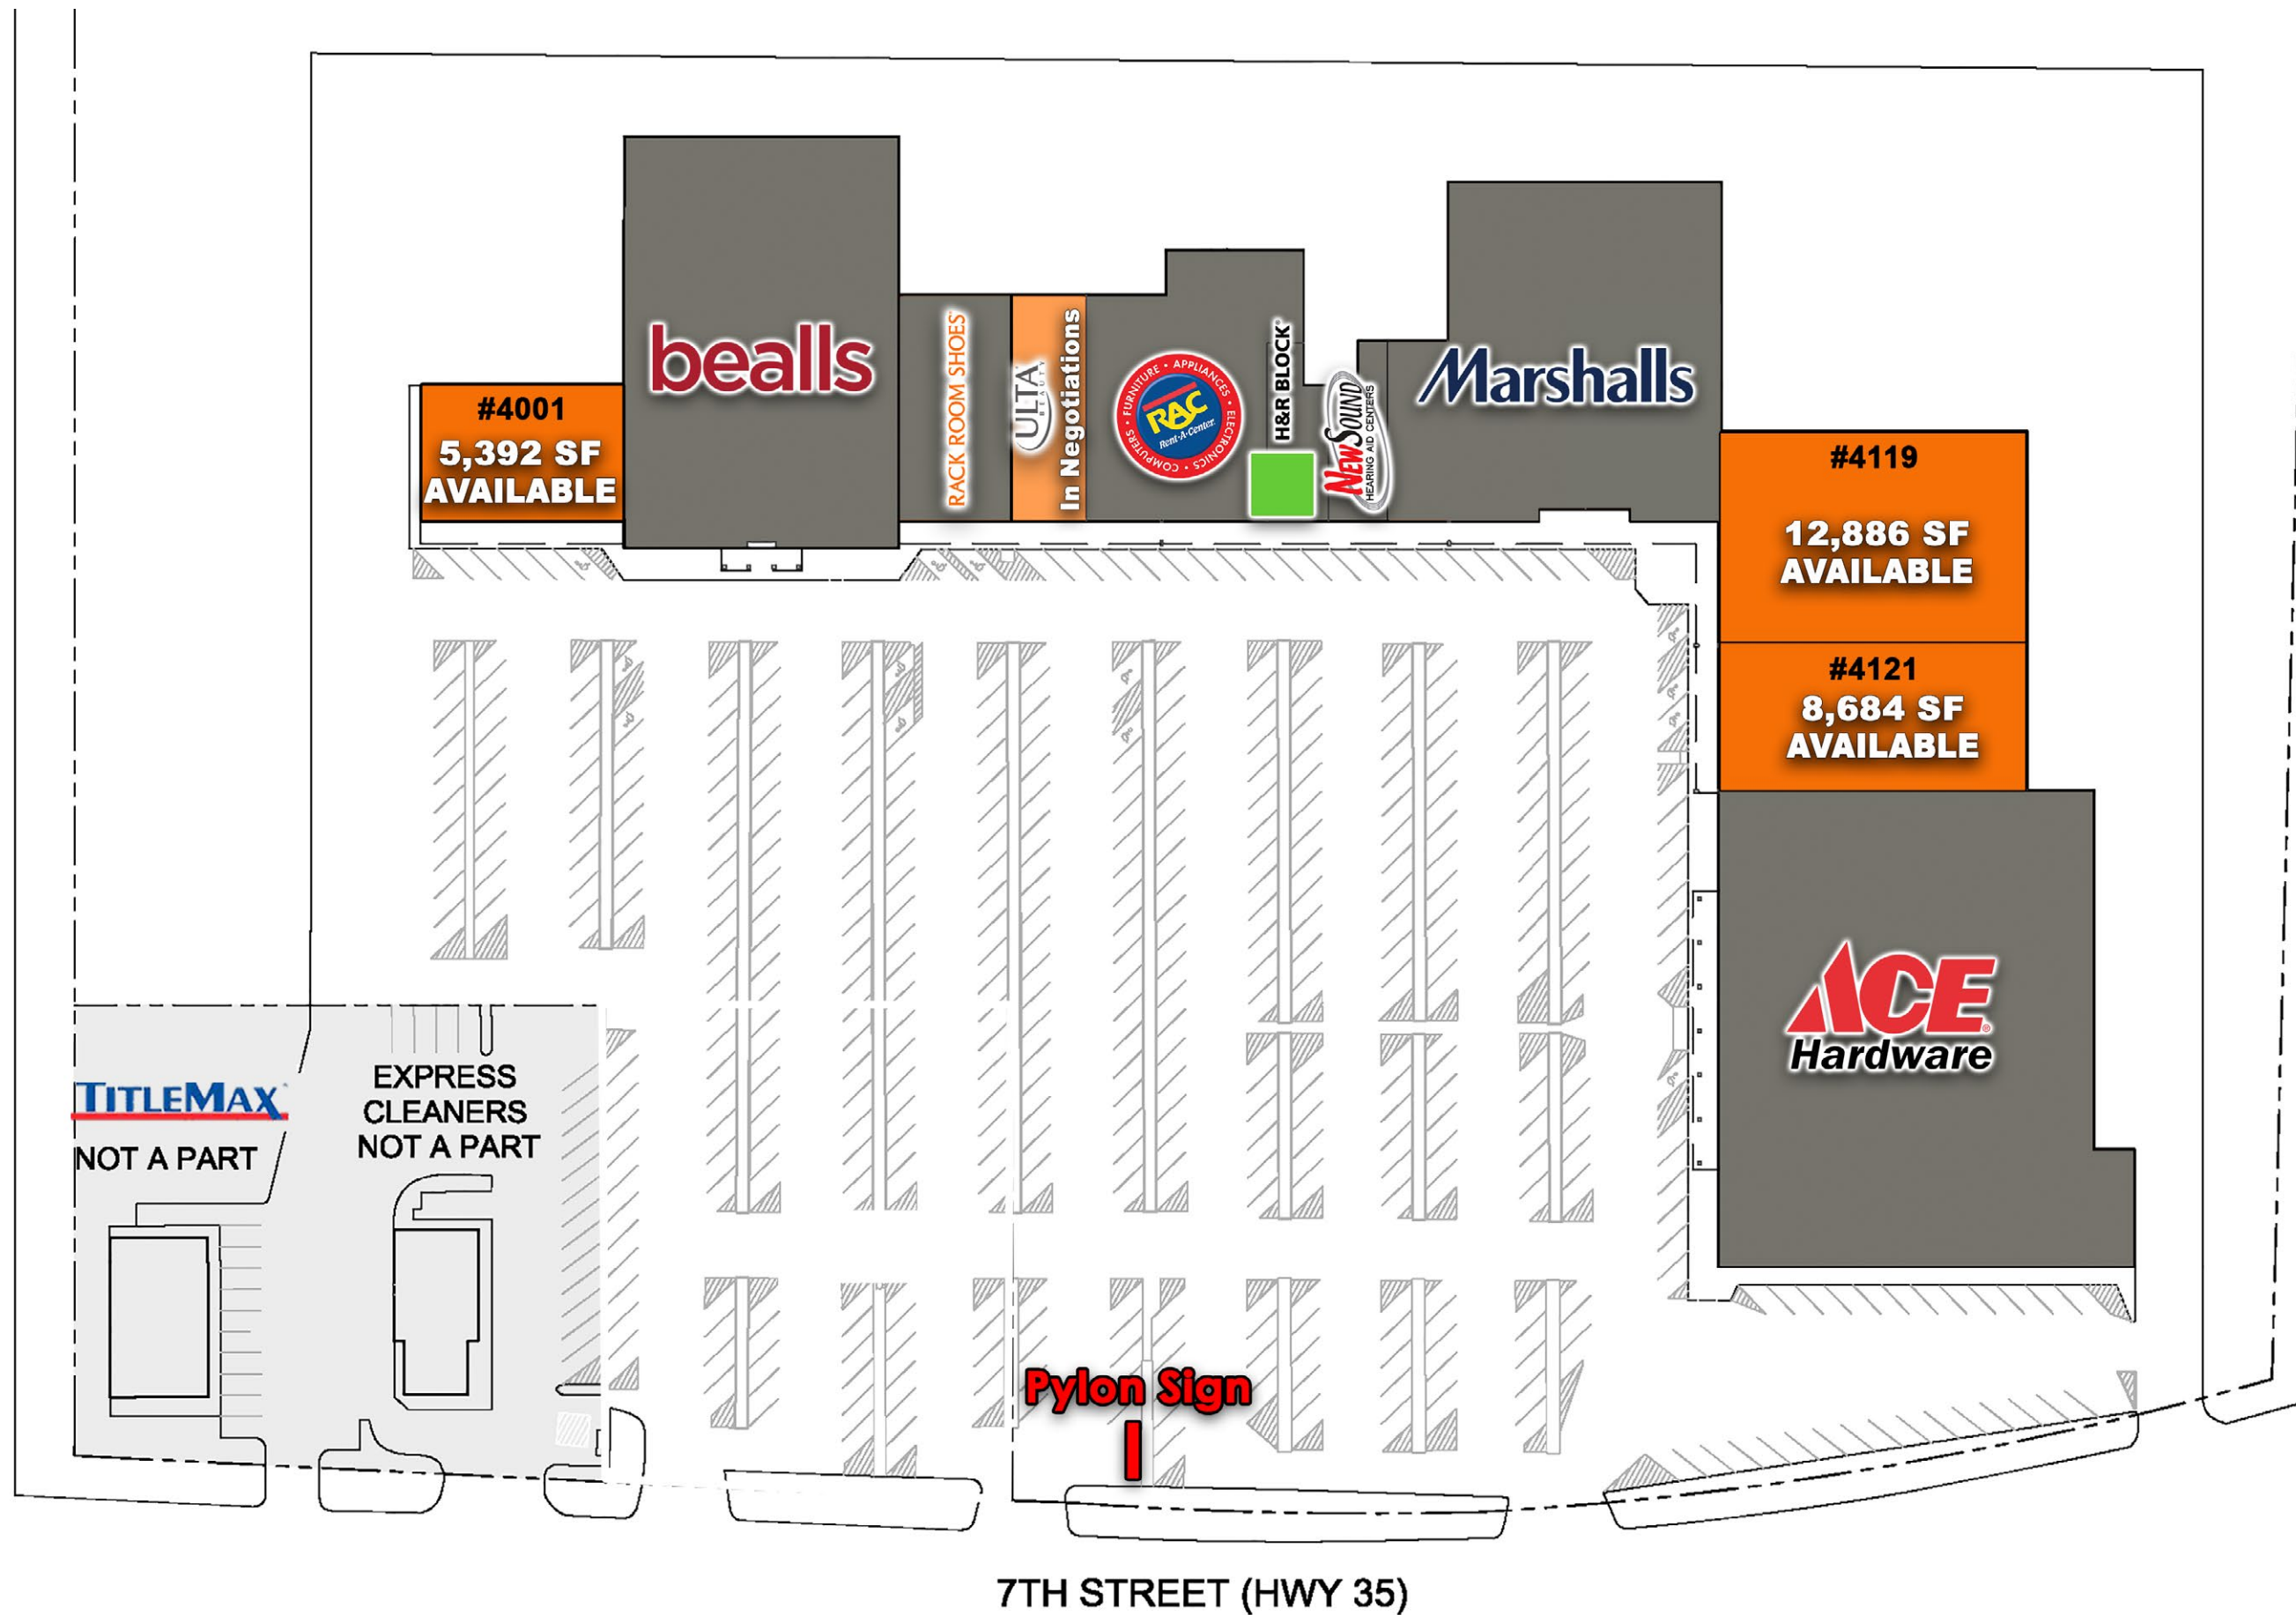 bealls
#4001
5,392 SF
AVAILABLE
RACK ROOM SHOES
ULTA
BEAUTY
In Negotiations
FURNITURE • APPLIANCES • ELECTRONICS • COMPUTERS •
RAC
Rent-A-Center
H&R BLOCK®
NEWSOUND
HEARING AID CENTERS
Marshalls
#4119
12,886 SF
AVAILABLE
#4121
8,684 SF
AVAILABLE
ACE®
Hardware
TITLEMAX
NOT A PART
EXPRESS
CLEANERS
NOT A PART
Pylon Sign
7TH STREET (HWY 35)